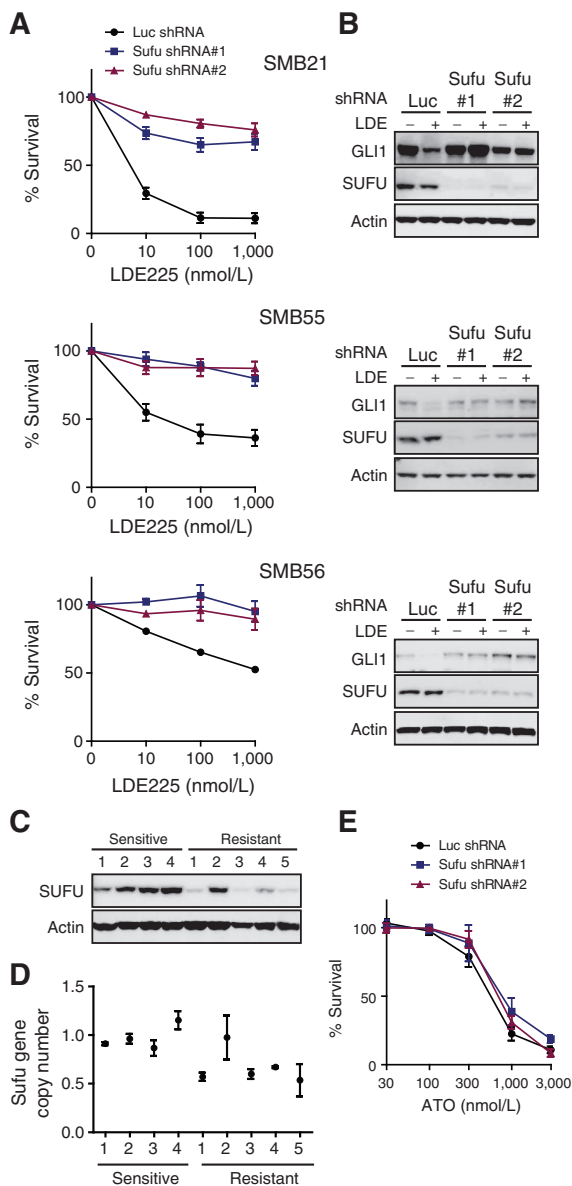 A
Luc shRNA
Sufu shRNA#1
Sufu shRNA#2
SMB21
100
50
0
% Survival
0 10 100 1,000
LDE225 (nmol/L)
SMB55
100
50
0
% Survival
0 10 100 1,000
LDE225 (nmol/L)
SMB56
100
50
0
% Survival
0 10 100 1,000
LDE225 (nmol/L)
B
Sufu Sufu
shRNA Luc #1 #2
LDE – + – + – +
GLI1
SUFU
Actin
Sufu Sufu
shRNA Luc #1 #2
LDE – + – + – +
GLI1
SUFU
Actin
Sufu Sufu
shRNA Luc #1 #2
LDE – + – + – +
GLI1
SUFU
Actin
C
Sensitive Resistant
1 2 3 4 1 2 3 4 5
SUFU
Actin
D
1.5
1.0
0.5
0.0
Sufu gene
copy number
1 2 3 4 1 2 3 4 5
Sensitive Resistant
E
Luc shRNA
Sufu shRNA#1
Sufu shRNA#2
100
50
0
% Survival
30 100 300 1,000 3,000
ATO (nmol/L)